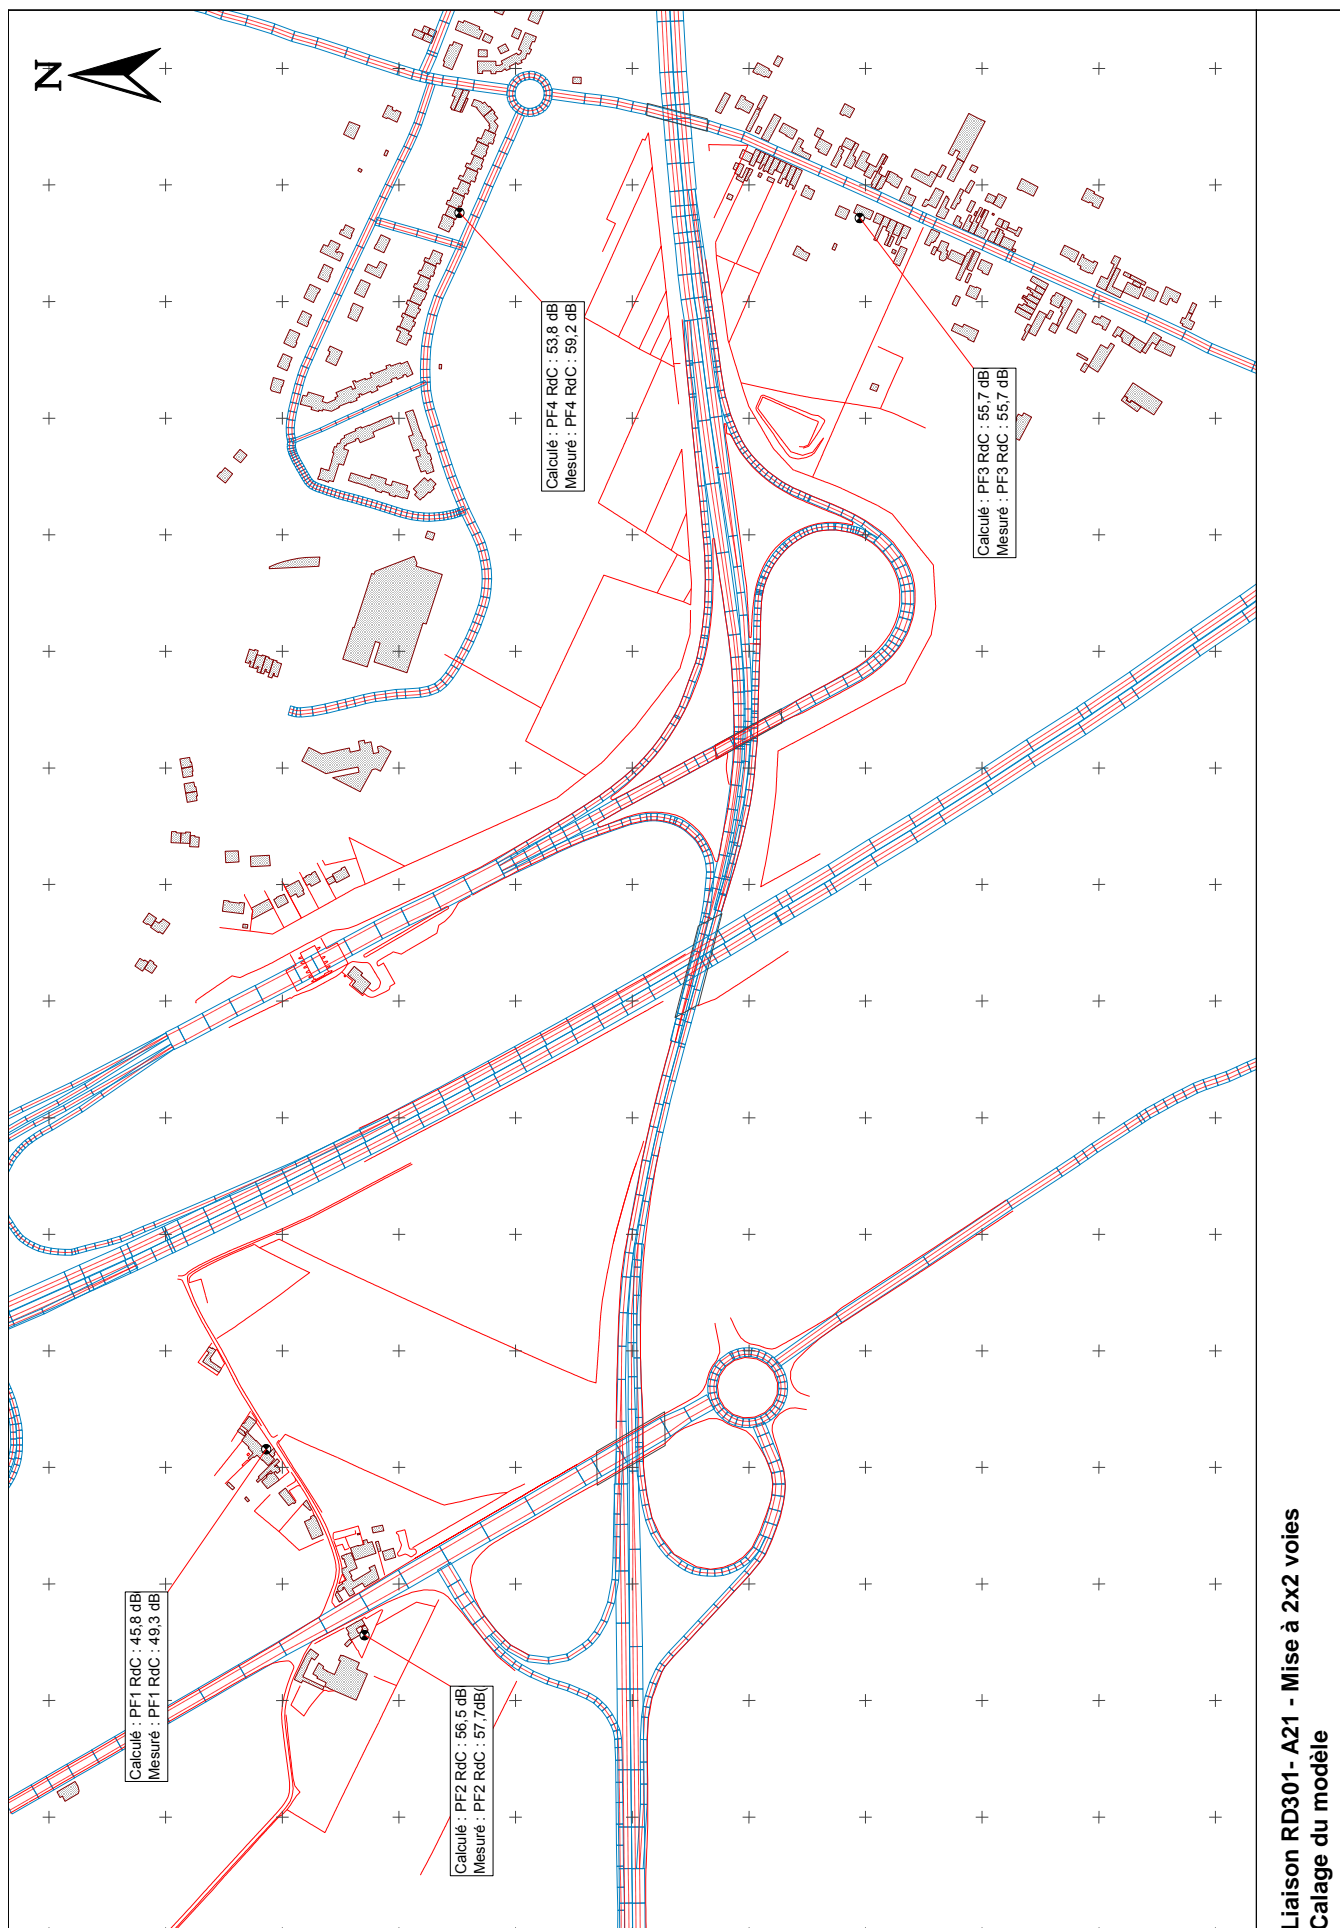 N
Calculé : PF4 RdC : 53,8 dB
Mesuré : PF4 RdC : 59,2 dB
Calculé : PF3 RdC : 55,7 dB
Mesuré : PF3 RdC : 55,7 dB
Calculé : PF1 RdC : 45,8 dB
Mesuré : PF1 RdC : 49,3 dB
Calculé : PF2 RdC : 56,5 dB
Mesuré : PF2 RdC : 57,7dB(
Liaison RD301- A21 - Mise à 2x2 voies
Calage du modèle